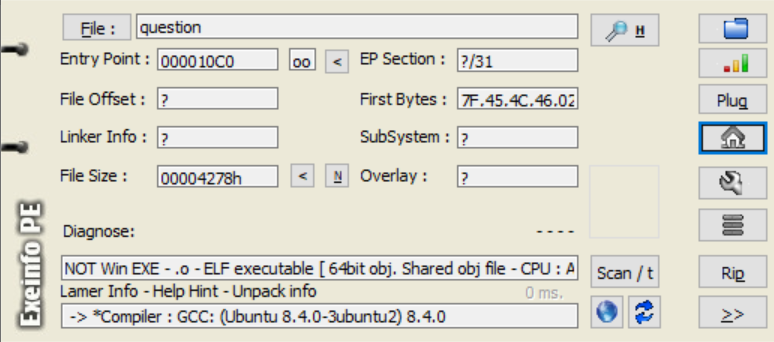 File : question H
Entry Point : 000010C0 oo < EP Section : ?/31
File Offset : ? First Bytes : 7F.45.4C.46.02 Plug
Linker Info : ? SubSystem : ?
File Size : 00004278h < N Overlay : ?
Exeinfo PE
Diagnose: - - - -
NOT Win EXE - .o - ELF executable [ 64bit obj. Shared obj file - CPU : A Scan / t Rip
Lamer Info - Help Hint - Unpack info 0 ms.
-> *Compiler : GCC: (Ubuntu 8.4.0-3ubuntu2) 8.4.0 >>